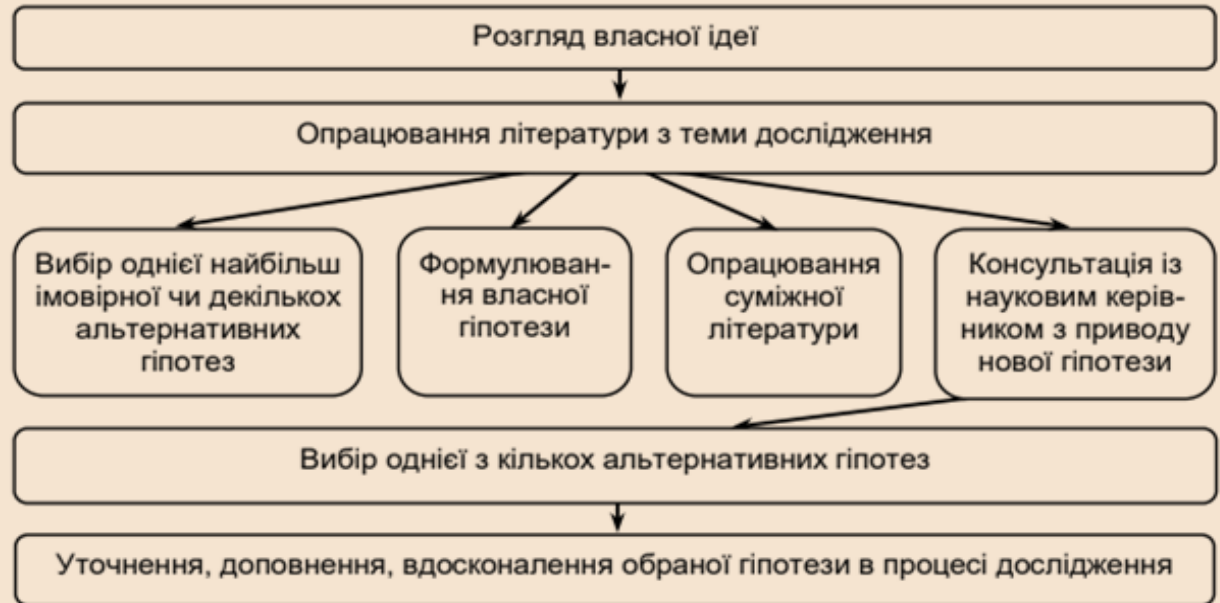 Розгляд власної ідеї
Опрацювання літератури з теми дослідження
Вибір однієї найбільш
імовірної чи декількох
альтернативних
гіпотез
Формулюван-
ня власної
гіпотези
Опрацювання
суміжної
літератури
Консультація із
науковим керів-
ником з приводу
нової гіпотези
Вибір однієї з кількох альтернативних гіпотез
Уточнення, доповнення, вдосконалення обраної гіпотези в процесі дослідження